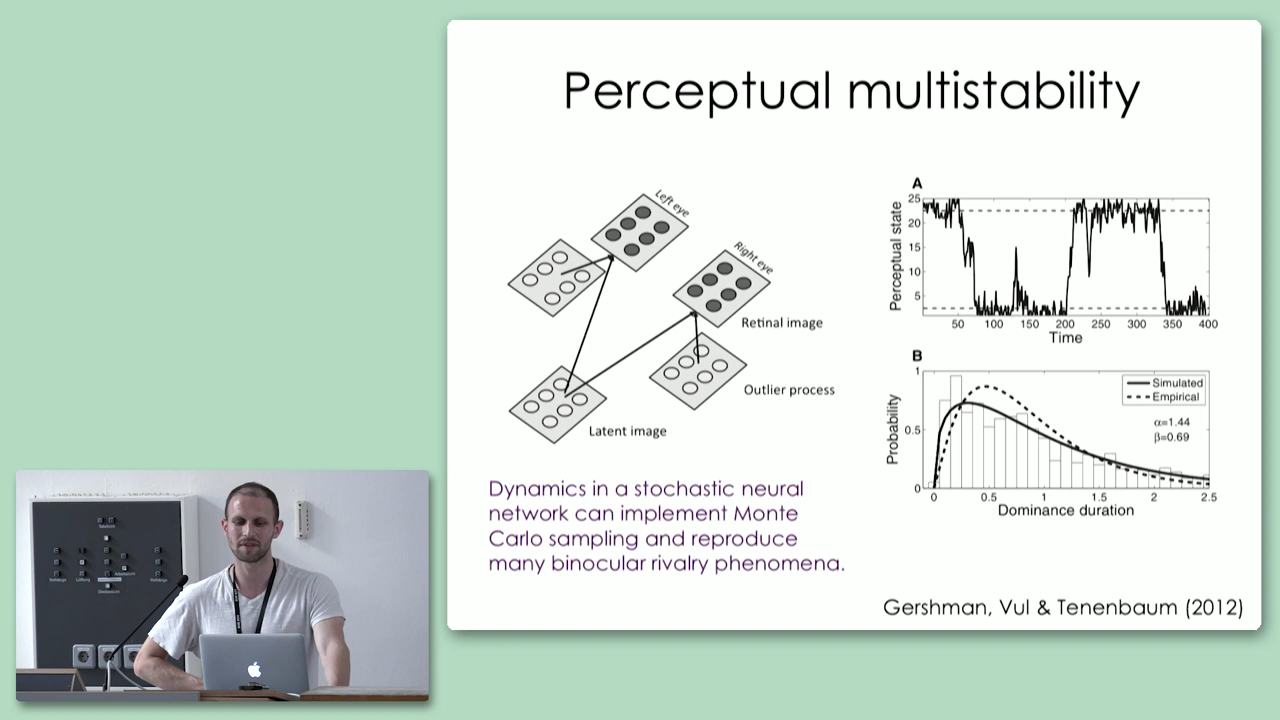 Perceptual multistability
Left eye
Right eye
Retinal image
Outlier process
Latent image
A
25
20
15
10
5
Perceptual state
50 100 150 200 250 300 350 400
Time
B
1
0.5
0
Probability
Simulated
Empirical
α=1.44
β=0.69
0 0.5 1 1.5 2 2.5
Dominance duration
Dynamics in a stochastic neural
network can implement Monte
Carlo sampling and reproduce
many binocular rivalry phenomena.
Gershman, Vul & Tenenbaum (2012)